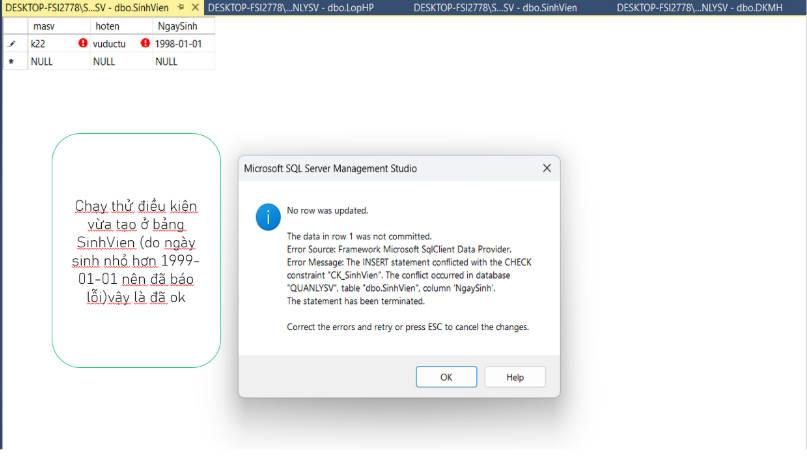 DESKTOP-FSI2778\S...SV - dbo.SinhVien
DESKTOP-FSI2778\...NLYSV - dbo.LopHP
DESKTOP-FSI2778\S...SV - dbo.SinhVien
DESKTOP-FSI2778\...NLYSV - dbo.DKMH
masv hoten NgaySinh
k22 vuductu 1998-01-01
NULL NULL NULL
Chạy thử điều kiện
vừa tạo ở bảng
SinhVien (do ngày
sinh nhỏ hơn 1999-
01-01 nên đã báo
lỗi)vậy là đã ok
Microsoft SQL Server Management Studio
No row was updated.
The data in row 1 was not committed.
Error Source: Framework Microsoft SqlClient Data Provider.
Error Message: The INSERT statement conflicted with the CHECK
constraint "CK_SinhVien". The conflict occurred in database
"QUANLYSV", table "dbo.SinhVien", column 'NgaySinh'.
The statement has been terminated.
Correct the errors and retry or press ESC to cancel the changes.
OK
Help